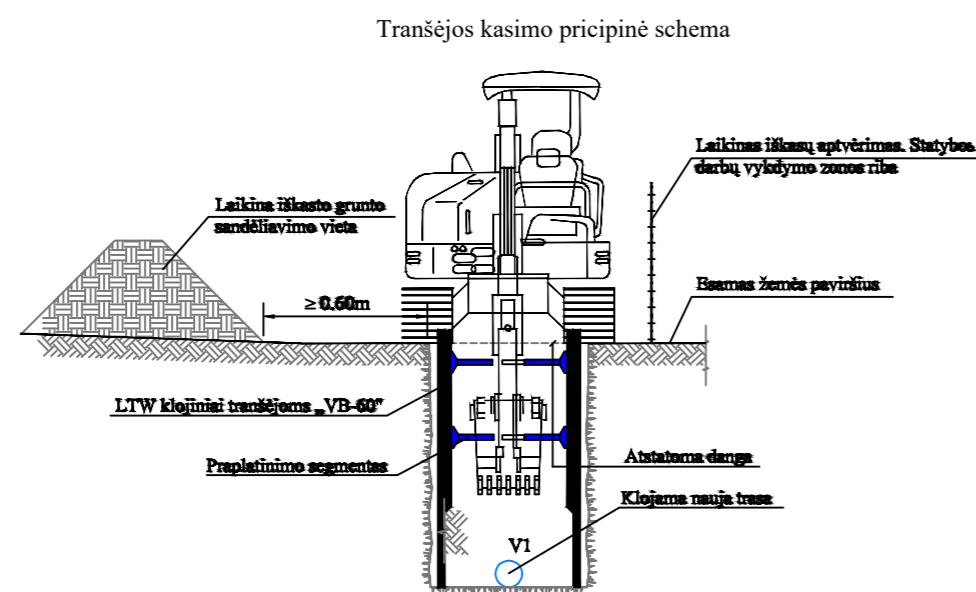 Tranšėjos kasimo pricipinė schema
Laikinas iškasų aptvėrimas. Statybos
darbų vykdymo zonos riba
Laikina iškasto grunto
sandėliavimo vieta
Esamas žemės paviršius
≥ 0.60m
LTW klojiniai tranšėjoms „VB-60"
Praplatinimo segmentas
Atstatoma danga
Klojama nauja trasa
V1